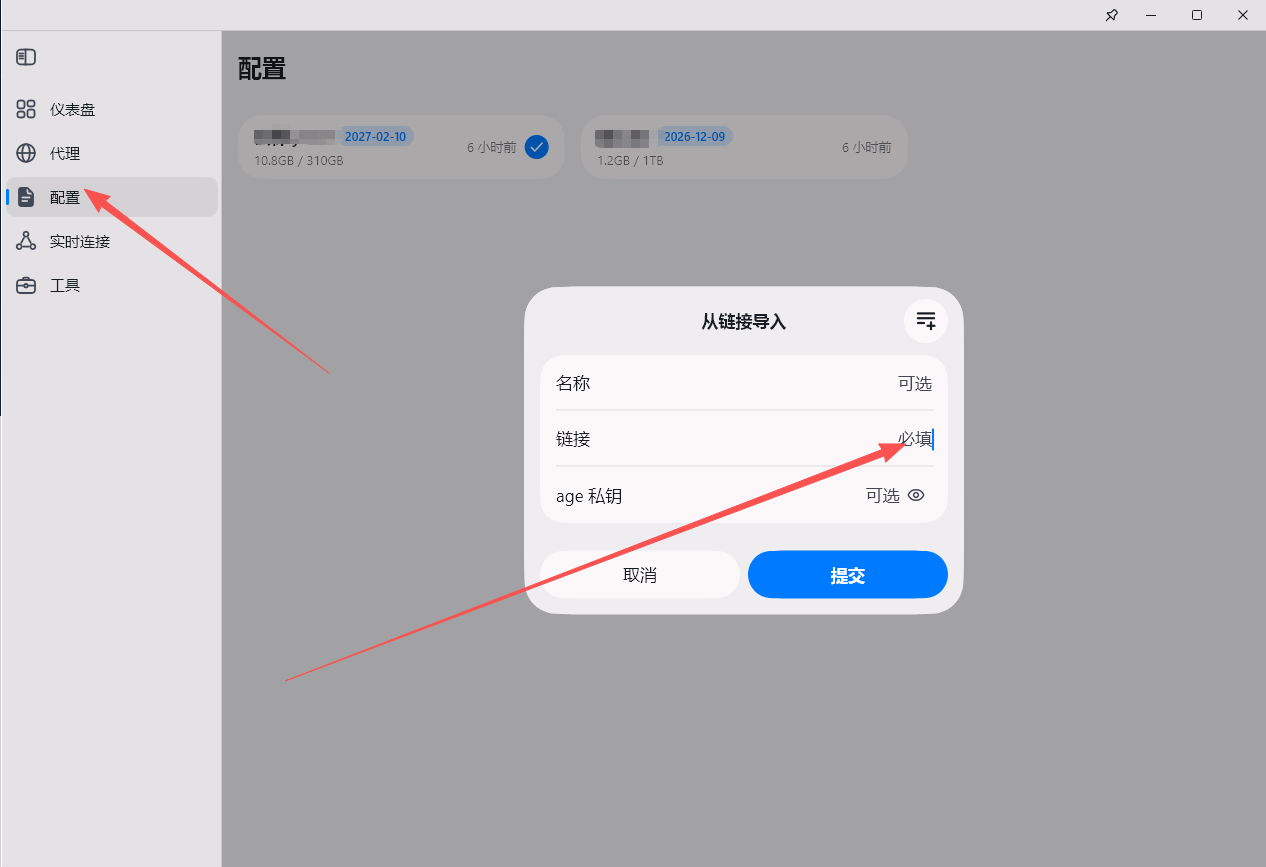 仪表盘
代理
配置
实时连接
工具
配置
2027-02-10
10.8GB / 310GB
6 小时前
2026-12-09
1.2GB / 1TB
6 小时前
从链接导入
名称 可选
链接 必填
age 私钥 可选
取消 提交